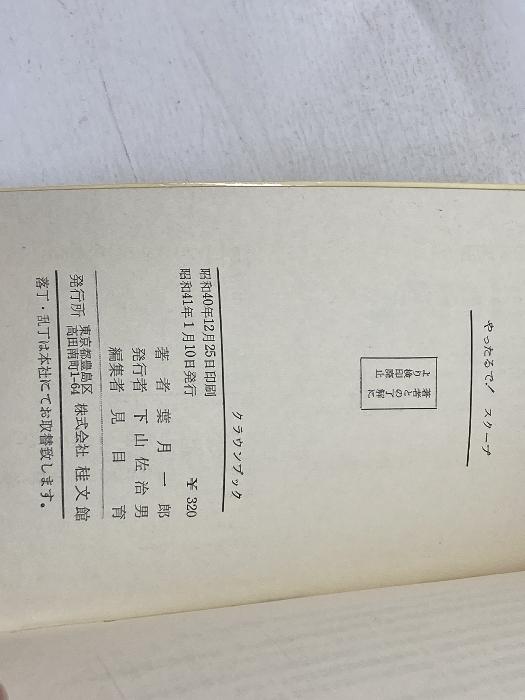 やったるで！ スクープ
著者との了解に
より検印廃止
クラウンブック
昭和40年12月25日印刷
昭和41年1月10日発行
¥ 320
著者 葉月一郎
発行者 下山佐治男
編集者 見目育
発行所 東京都豊島区高田南町1-64 株式会社 桂文館
落丁・乱丁は本社にてお取替致します。